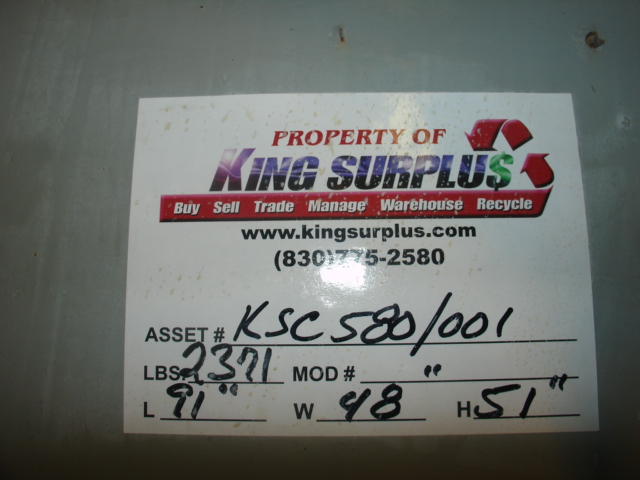 PROPERTY OF
KING SURPLU$
Buy Sell Trade Manage Warehouse Recycle
www.kingsurplus.com
(830)775-2580
ASSET # KSC580/001
LBS. 2371 MOD # "
L 91" W 48 H 51"